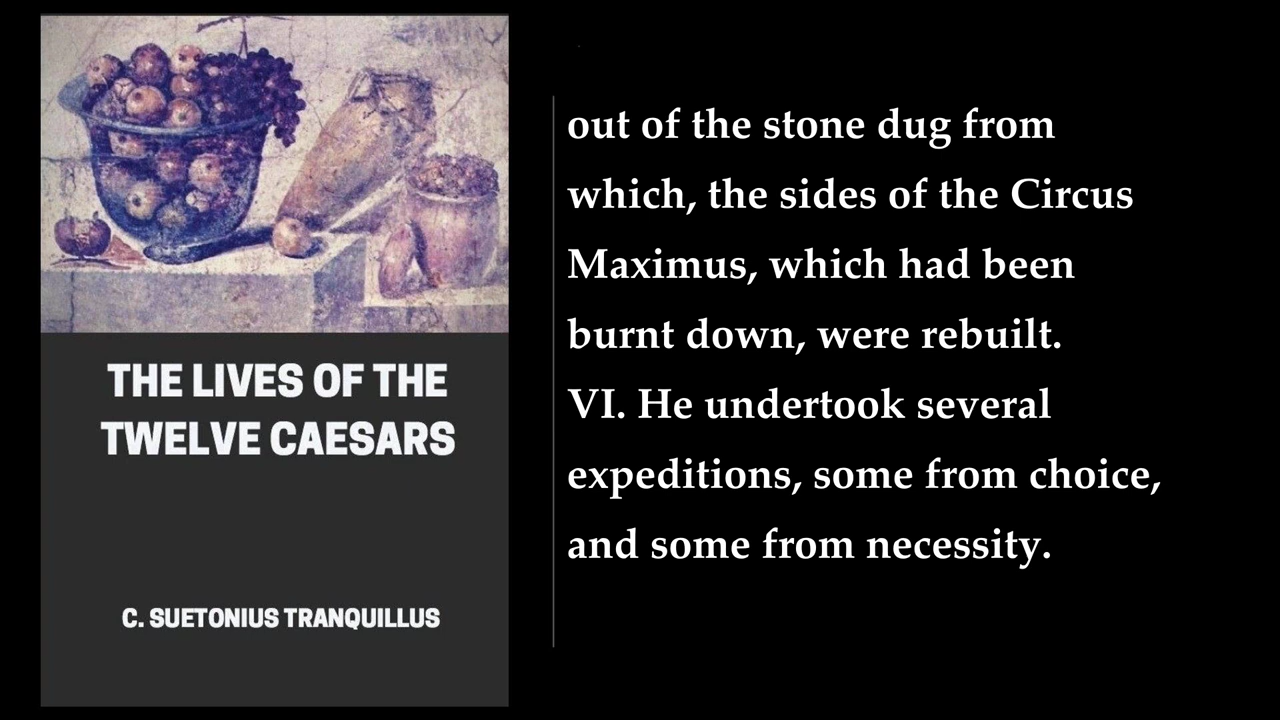 THE LIVES OF THE
TWELVE CAESARS
C. SUETONIUS TRANQUILLUS
out of the stone dug from
which, the sides of the Circus
Maximus, which had been
burnt down, were rebuilt.
VI. He undertook several
expeditions, some from choice,
and some from necessity.